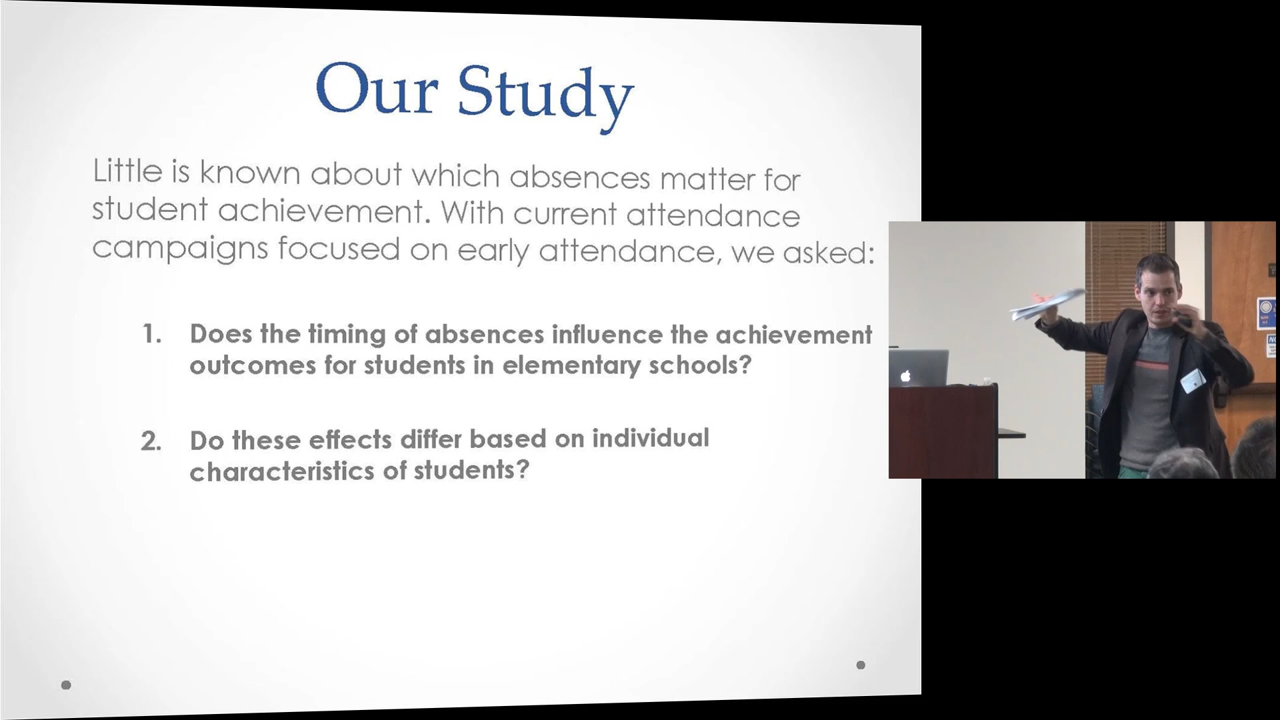 Our Study
Little is known about which absences matter for
student achievement. With current attendance
campaigns focused on early attendance, we asked:
1. Does the timing of absences influence the achievement
outcomes for students in elementary schools?
2. Do these effects differ based on individual
characteristics of students?